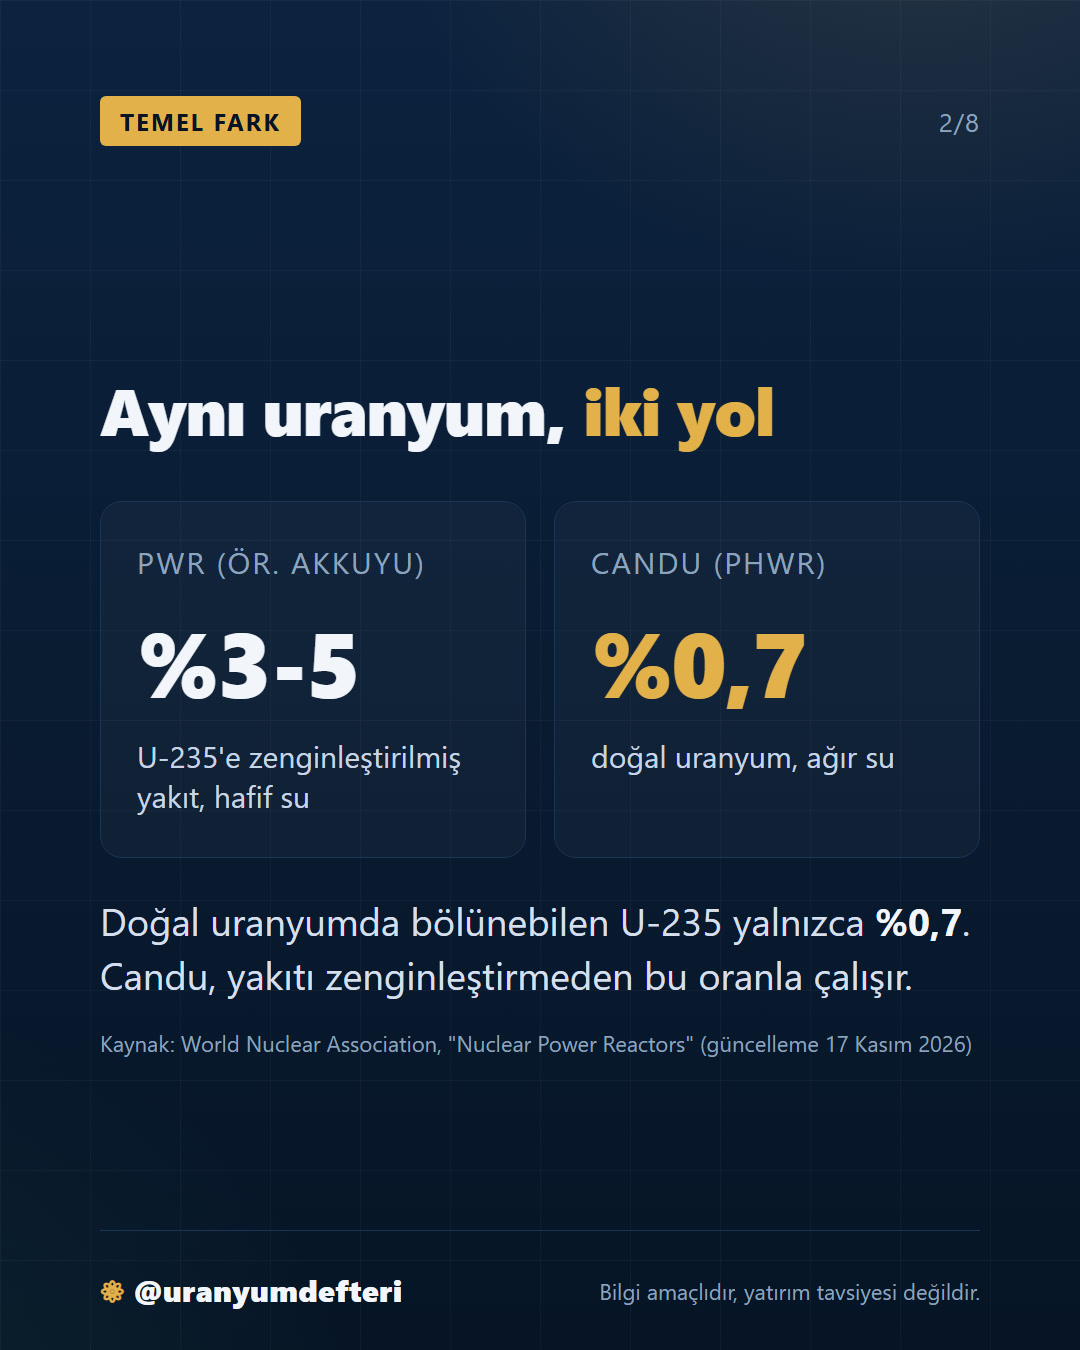 TEMEL FARK
2/8
Aynı uranyum, iki yol
PWR (ÖR. AKKUYU)
%3-5
U-235'e zenginleştirilmiş
yakıt, hafif su
CANDU (PHWR)
%0,7
doğal uranyum, ağır su
Doğal uranyumda bölünebilen U-235 yalnızca %0,7.
Candu, yakıtı zenginleştirmeden bu oranla çalışır.
Kaynak: World Nuclear Association, "Nuclear Power Reactors" (güncelleme 17 Kasım 2026)
@uranyumdefteri
Bilgi amaçlıdır, yatırım tavsiyesi değildir.